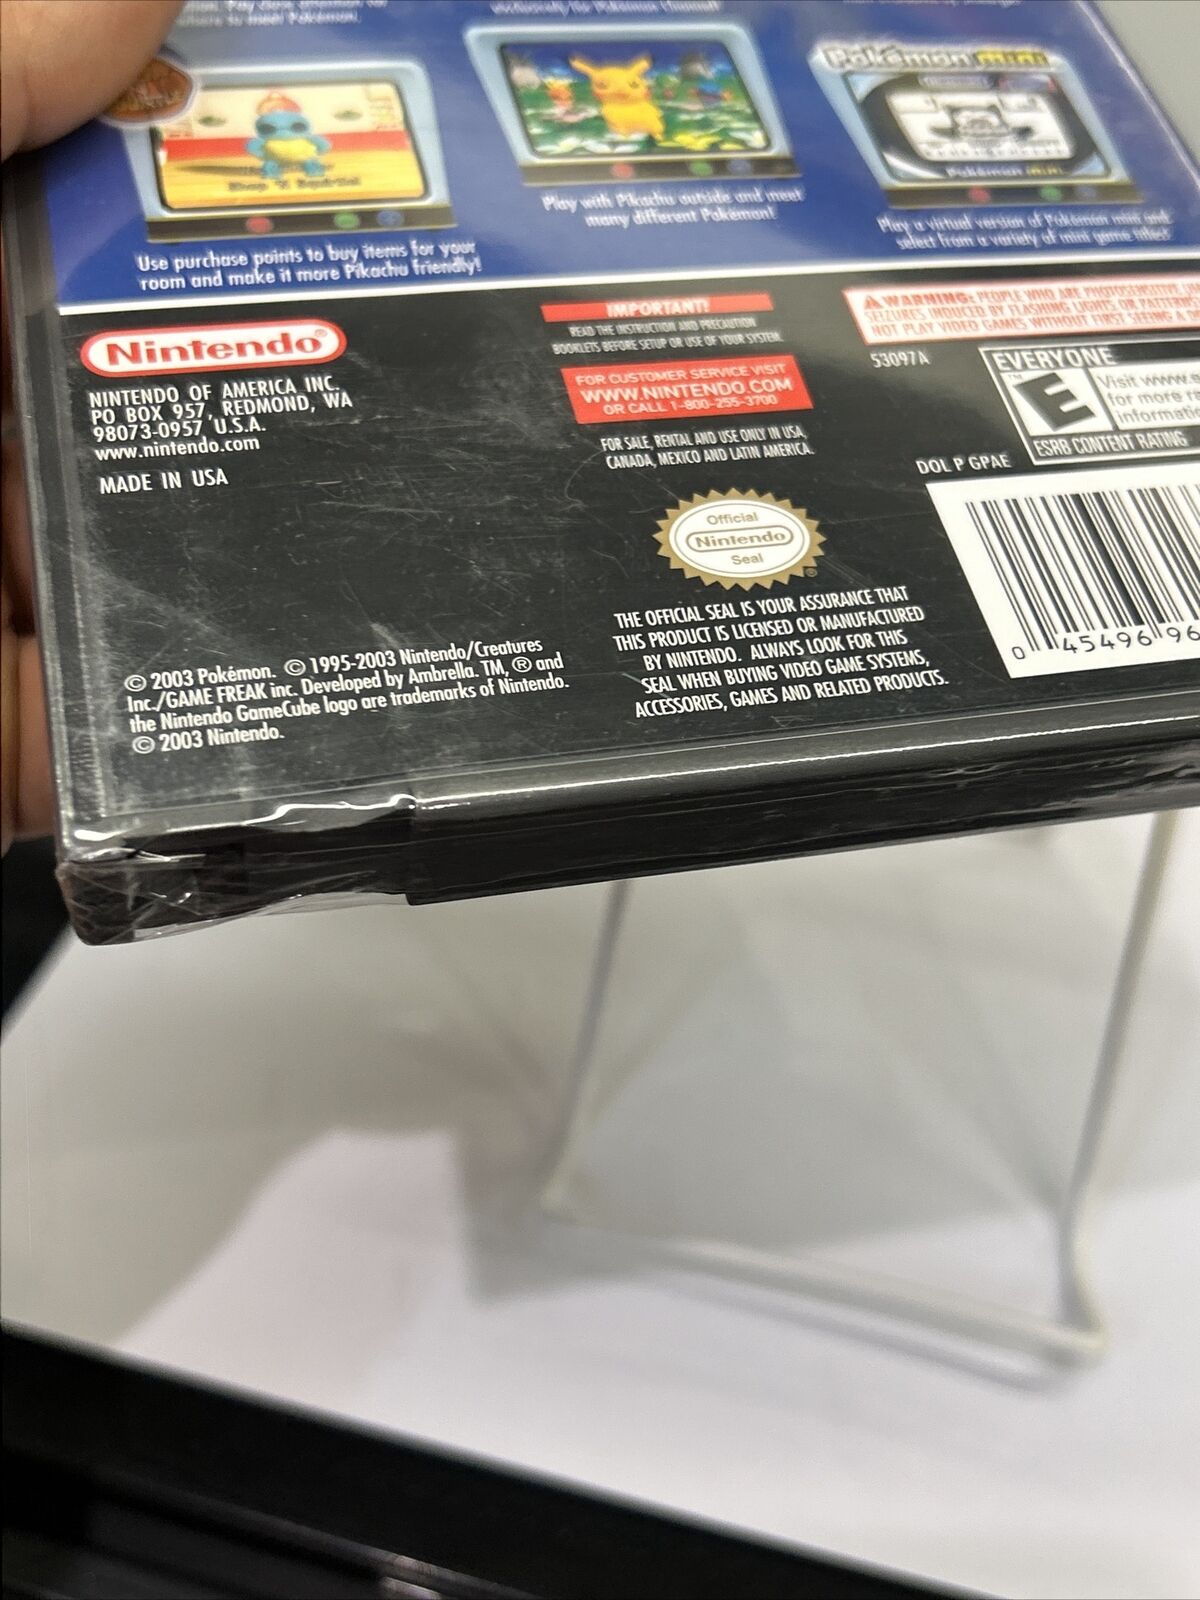 to meet Pokémon.
exclusively for Pokémon Channel!
Pokémon mini
Shop 'N Squirtle!
Pokémon mini
Use purchase points to buy items for your
room and make it more Pikachu friendly!
Play with Pikachu outside and meet
many different Pokémon!
Play a virtual version of Pokémon mini and
select from a variety of mini game titles!
Nintendo®
NINTENDO OF AMERICA INC.
PO BOX 957, REDMOND, WA
98073-0957 U.S.A.
www.nintendo.com
MADE IN USA
IMPORTANT!
READ THE INSTRUCTION AND PRECAUTION
BOOKLETS BEFORE SETUP OR USE OF YOUR SYSTEM.
FOR CUSTOMER SERVICE VISIT
WWW.NINTENDO.COM
OR CALL 1-800-255-3700
FOR SALE, RENTAL AND USE ONLY IN USA,
CANADA, MEXICO AND LATIN AMERICA.
WARNING: PEOPLE WHO ARE PHOTOSENSITIVE
SEIZURES INDUCED BY FLASHING LIGHTS OR PATTERNS
NOT PLAY VIDEO GAMES WITHOUT FIRST SEEING A
53097A
EVERYONE
E
TM
Visit www.
for more
informati
ESRB CONTENT RATING
DOL P GPAE
Official
Nintendo
Seal
®
THE OFFICIAL SEAL IS YOUR ASSURANCE THAT
THIS PRODUCT IS LICENSED OR MANUFACTURED
BY NINTENDO. ALWAYS LOOK FOR THIS
SEAL WHEN BUYING VIDEO GAME SYSTEMS,
ACCESSORIES, GAMES AND RELATED PRODUCTS.
0 45496 96
© 2003 Pokémon. © 1995-2003 Nintendo/Creatures
Inc./GAME FREAK inc. Developed by Ambrella. TM, ® and
the Nintendo GameCube logo are trademarks of Nintendo.
© 2003 Nintendo.